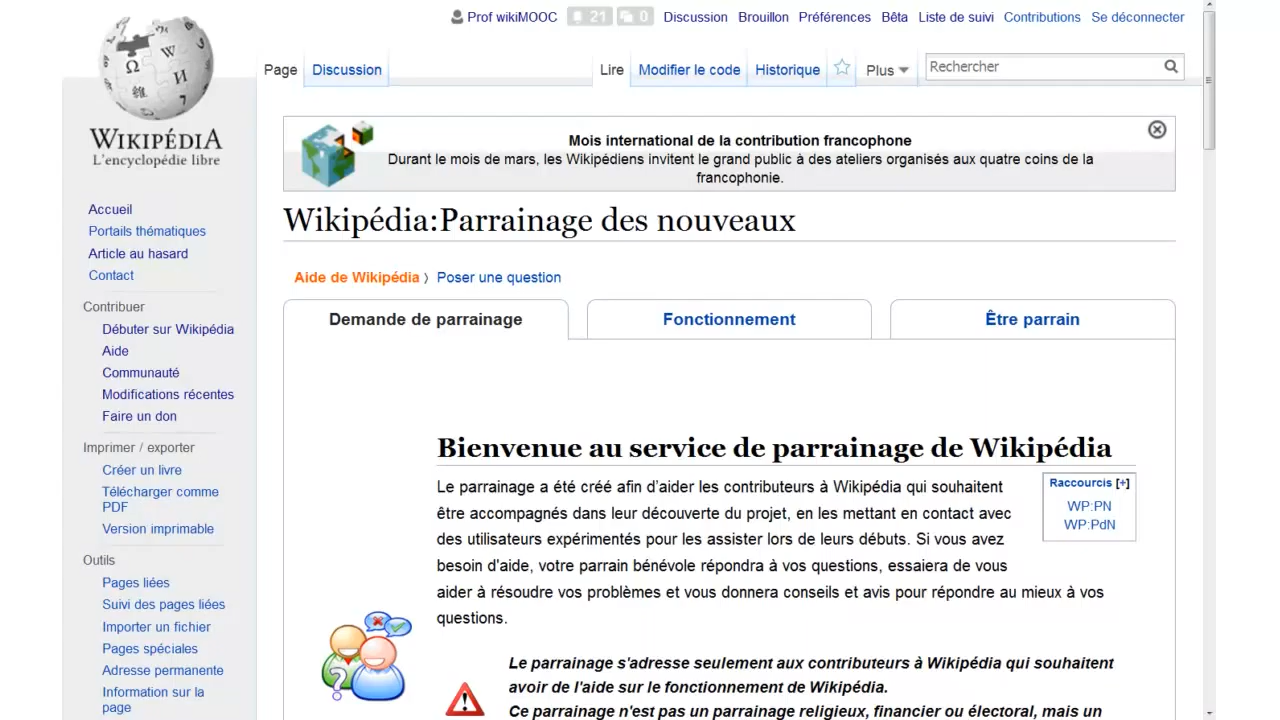 Prof wikiMOOC 21 0 Discussion Brouillon Préférences Bêta Liste de suivi Contributions Se déconnecter
Page Discussion Lire Modifier le code Historique Plus Rechercher
WIKIPÉDIA
L'encyclopédie libre
Accueil
Portails thématiques
Article au hasard
Contact
Contribuer
Débuter sur Wikipédia
Aide
Communauté
Modifications récentes
Faire un don
Imprimer / exporter
Créer un livre
Télécharger comme
PDF
Version imprimable
Outils
Pages liées
Suivi des pages liées
Importer un fichier
Pages spéciales
Adresse permanente
Information sur la
page
Mois international de la contribution francophone
Durant le mois de mars, les Wikipédiens invitent le grand public à des ateliers organisés aux quatre coins de la
francophonie.
Wikipédia:Parrainage des nouveaux
Aide de Wikipédia ⟩ Poser une question
Demande de parrainage Fonctionnement Être parrain
Bienvenue au service de parrainage de Wikipédia
Raccourcis [+]
WP:PN
WP:PdN
Le parrainage a été créé afin d’aider les contributeurs à Wikipédia qui souhaitent
être accompagnés dans leur découverte du projet, en les mettant en contact avec
des utilisateurs expérimentés pour les assister lors de leurs débuts. Si vous avez
besoin d'aide, votre parrain bénévole répondra à vos questions, essaiera de vous
aider à résoudre vos problèmes et vous donnera conseils et avis pour répondre au mieux à vos
questions.
Le parrainage s'adresse seulement aux contributeurs à Wikipédia qui souhaitent
avoir de l'aide sur le fonctionnement de Wikipédia.
Ce parrainage n'est pas un parrainage religieux, financier ou électoral, mais un